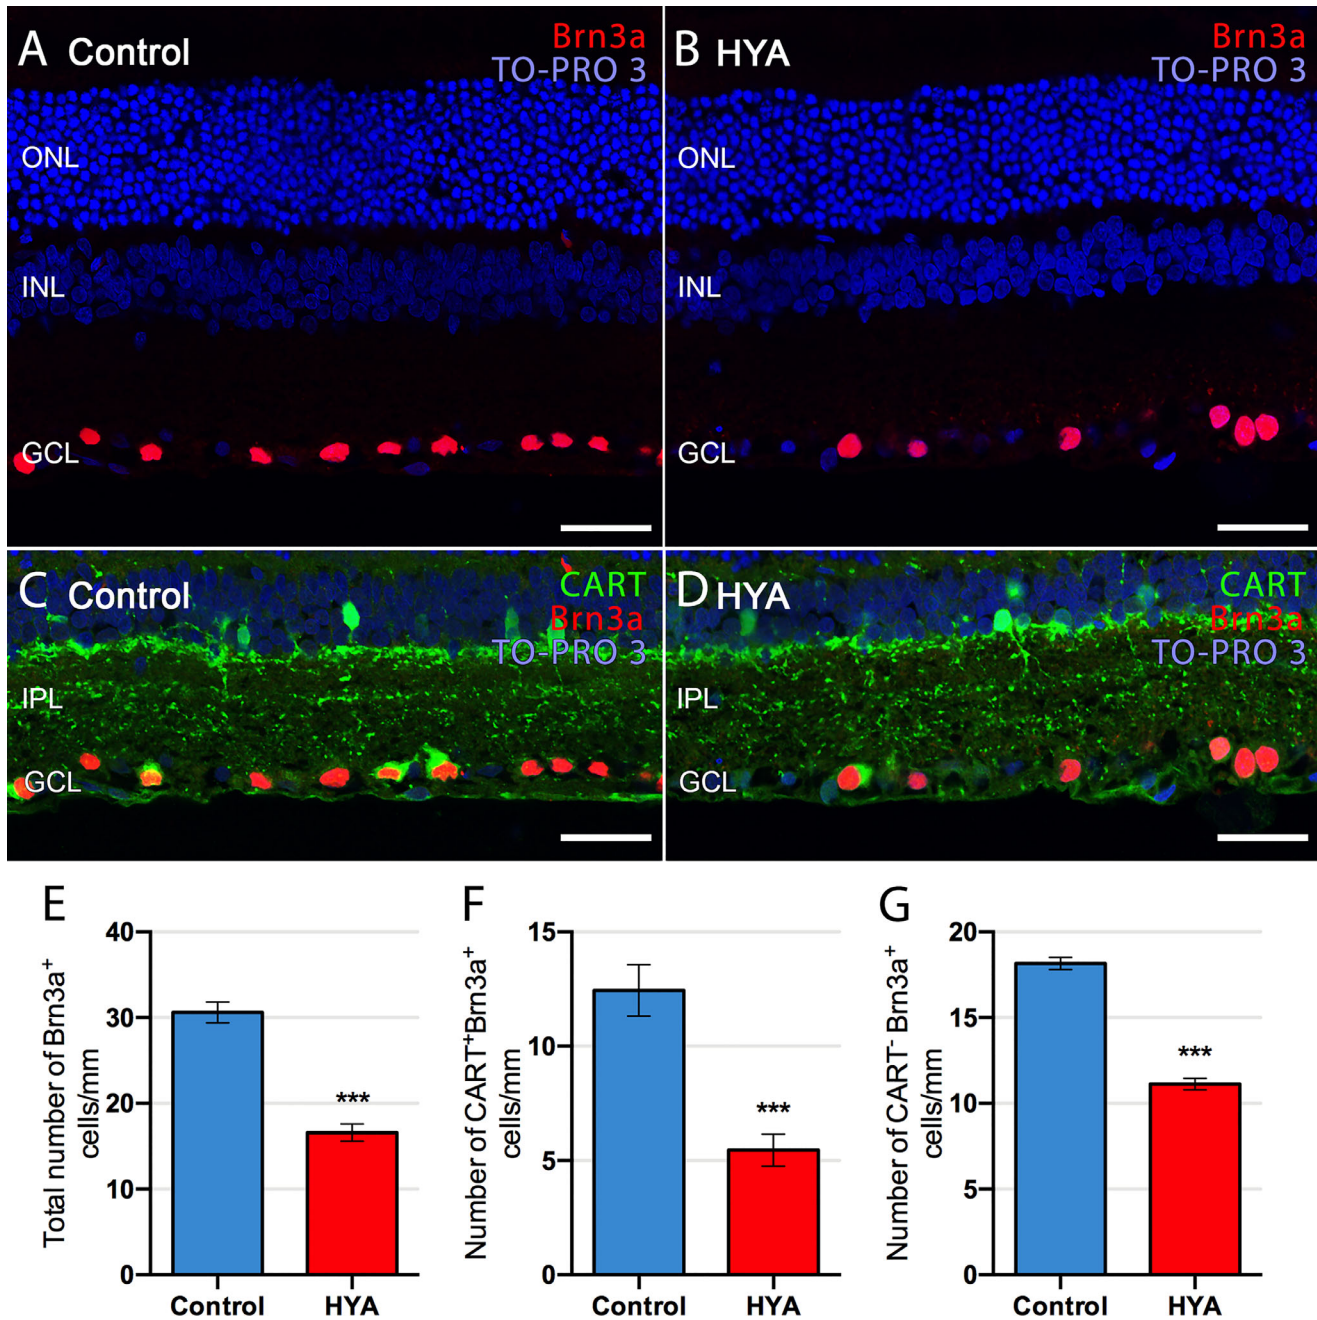 A Control
Brn3a
TO-PRO 3
ONL
INL
GCL
B HYA
Brn3a
TO-PRO 3
ONL
INL
GCL
C Control
CART
Brn3a
TO-PRO 3
IPL
GCL
D HYA
CART
Brn3a
TO-PRO 3
IPL
GCL
E
Total number of Brn3a⁺
cells/mm
40
30
20
10
0
***
Control
HYA
F
Number of CART⁺Brn3a⁺
cells/mm
15
10
5
0
***
Control
HYA
G
Number of CART⁻ Brn3a⁺
cells/mm
20
15
10
5
0
***
Control
HYA